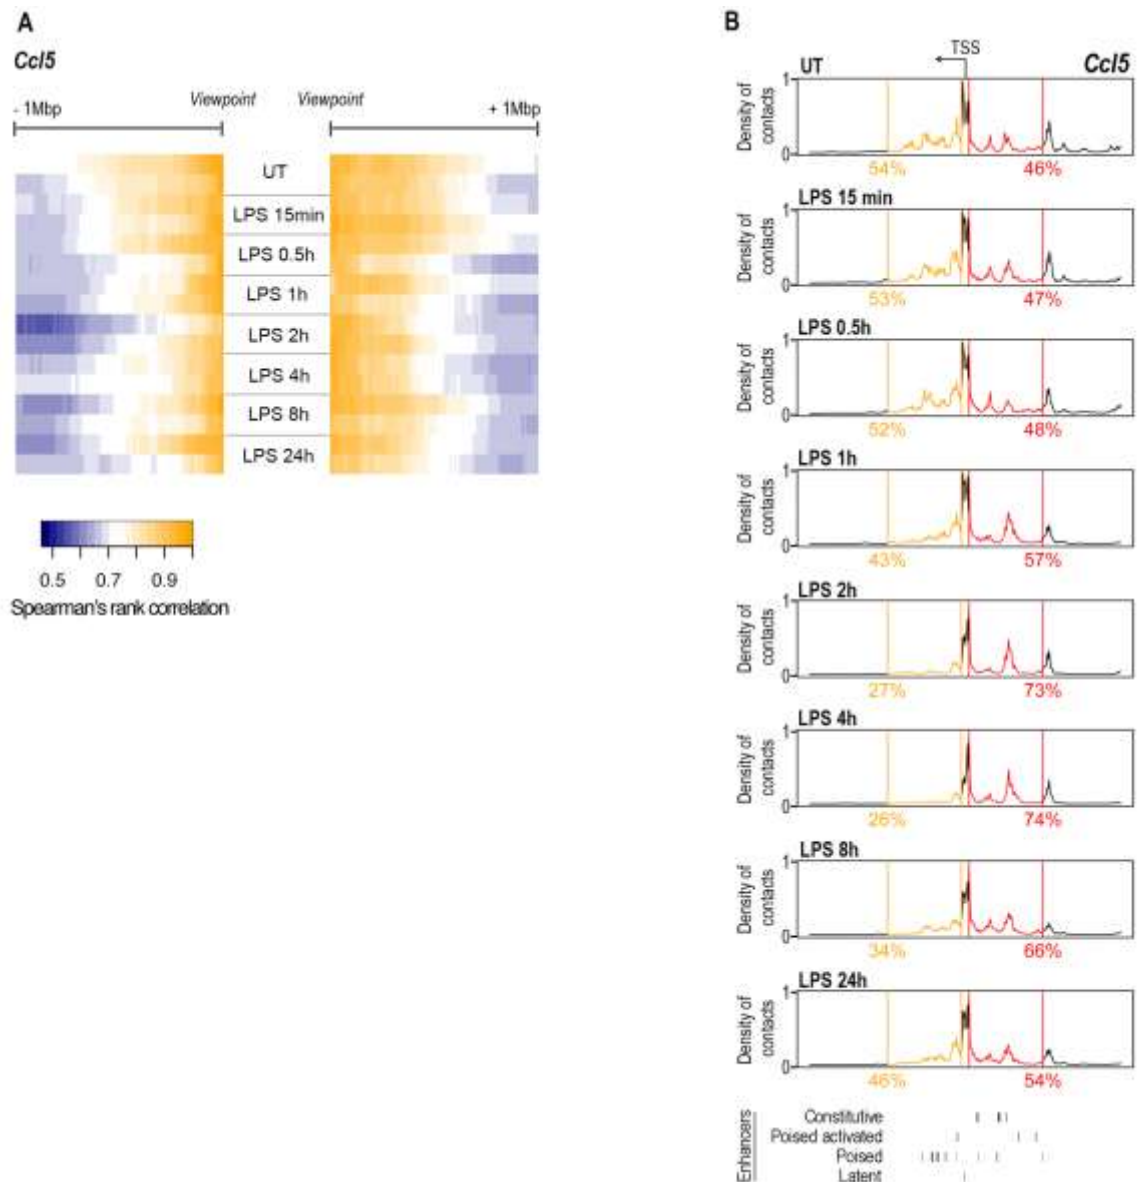 A
Ccl5
- 1Mbp
Viewpoint
Viewpoint
+ 1Mbp
UT
LPS 15min
LPS 0.5h
LPS 1h
LPS 2h
LPS 4h
LPS 8h
LPS 24h
0.5
0.7
0.9
Spearman's rank correlation
B
TSS
UT
Ccl5
Density of
contacts
1
0
54%
46%
LPS 15 min
Density of
contacts
1
0
53%
47%
LPS 0.5h
Density of
contacts
1
0
52%
48%
LPS 1h
Density of
contacts
1
0
43%
57%
LPS 2h
Density of
contacts
1
0
27%
73%
LPS 4h
Density of
contacts
1
0
26%
74%
LPS 8h
Density of
contacts
1
0
34%
66%
LPS 24h
Density of
contacts
1
0
46%
54%
Enhancers
Constitutive
Poised activated
Poised
Latent